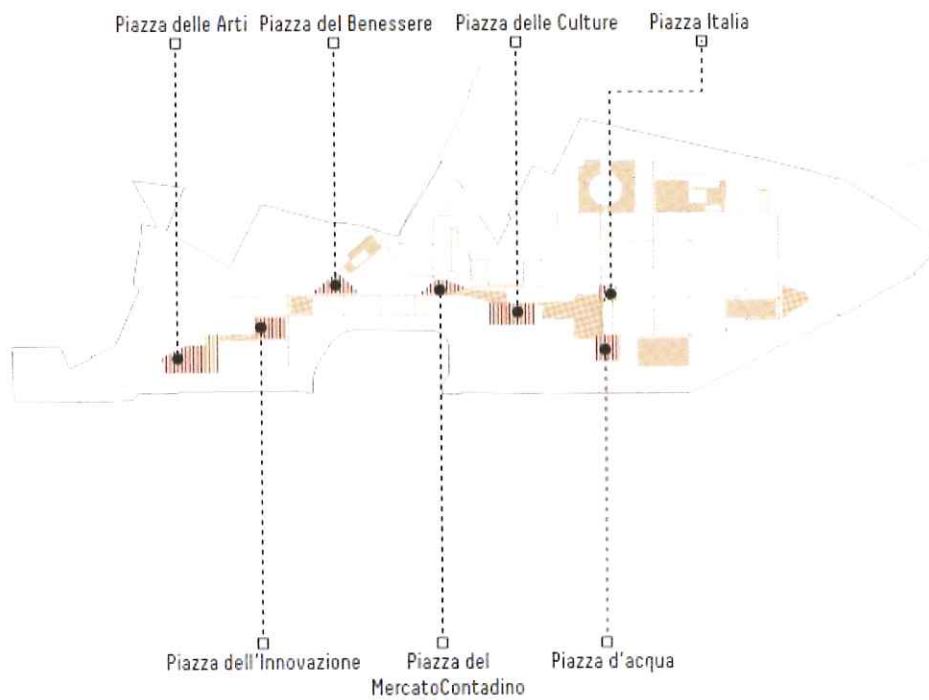 Piazza delle Arti
Piazza del Benessere
Piazza delle Culture
Piazza Italia
Piazza dell'Innovazione
Piazza del
MercatoContadino
Piazza d'acqua